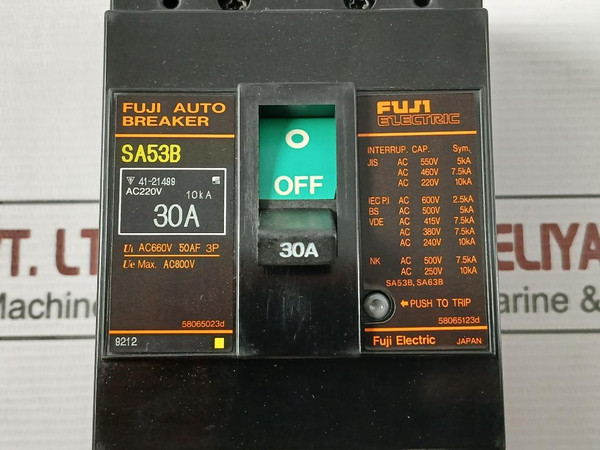 FUJI AUTO
BREAKER
SA53B
41-21499
AC220V 10kA
30A
Ui AC660V 50AF 3P
Ue Max. AC600V
58065023d
9212
O
OFF
30A
FUJI
ELECTRIC
INTERRUP. CAP. Sym.
JIS AC 550V 5kA
AC 460V 7.5kA
AC 220V 10kA
IEC P.I AC 600V 2.5kA
BS AC 500V 5kA
VDE AC 415V 7.5kA
AC 380V 7.5kA
AC 240V 10kA
NK AC 500V 7.5kA
AC 250V 10kA
SA53B, SA63B
←PUSH TO TRIP
58065123d
Fuji Electric JAPAN
VT. LT
Machine
ELIYA
arine &